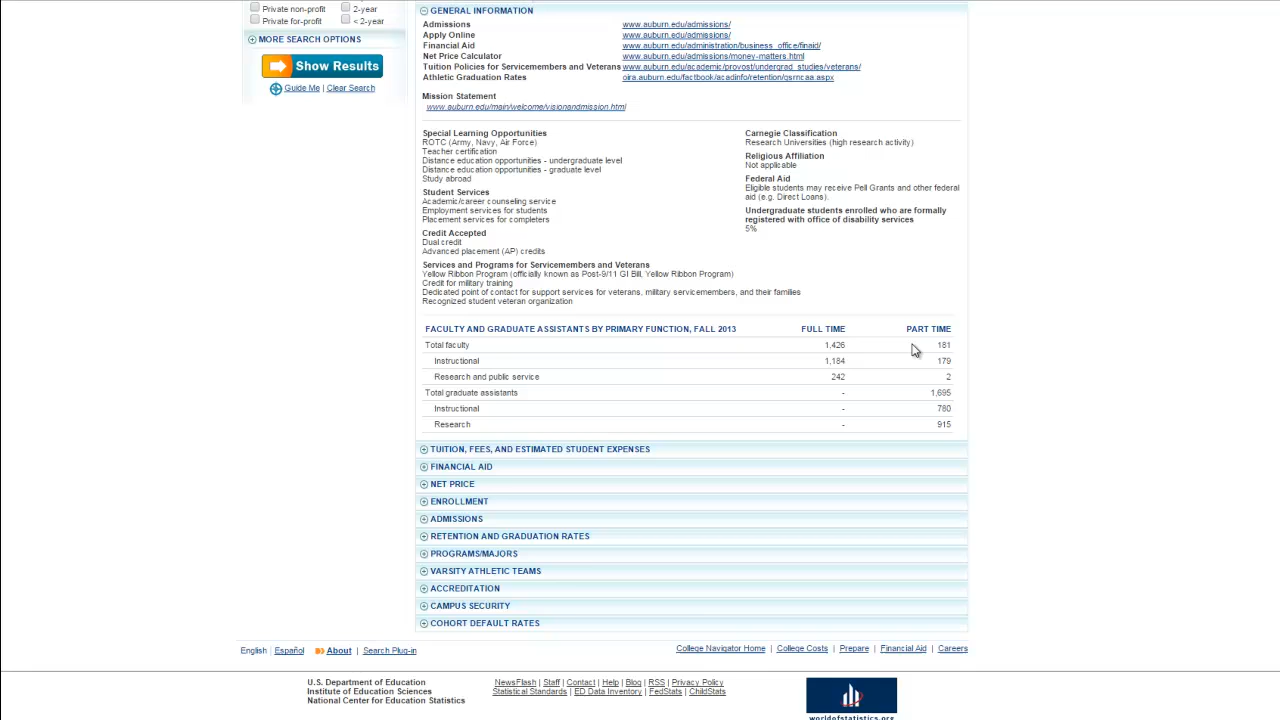 Private non-profit
2-year
Private for-profit
< 2-year
MORE SEARCH OPTIONS
Show Results
Guide Me | Clear Search
GENERAL INFORMATION
Admissions www.auburn.edu/admissions/
Apply Online www.auburn.edu/admissions/
Financial Aid www.auburn.edu/administration/business_office/finaid/
Net Price Calculator www.auburn.edu/admissions/money-matters.html
Tuition Policies for Servicemembers and Veterans www.auburn.edu/academic/provost/undergrad_studies/veterans/
Athletic Graduation Rates oira.auburn.edu/factbook/acadinfo/retention/gsrncaa.aspx
Mission Statement
www.auburn.edu/main/welcome/visionandmission.html
Special Learning Opportunities
ROTC (Army, Navy, Air Force)
Teacher certification
Distance education opportunities - undergraduate level
Distance education opportunities - graduate level
Study abroad
Student Services
Academic/career counseling service
Employment services for students
Placement services for completers
Credit Accepted
Dual credit
Advanced placement (AP) credits
Services and Programs for Servicemembers and Veterans
Yellow Ribbon Program (officially known as Post-9/11 GI Bill, Yellow Ribbon Program)
Credit for military training
Dedicated point of contact for support services for veterans, military servicemembers, and their families
Recognized student veteran organization
Carnegie Classification
Research Universities (high research activity)
Religious Affiliation
Not applicable
Federal Aid
Eligible students may receive Pell Grants and other federal
aid (e.g. Direct Loans).
Undergraduate students enrolled who are formally
registered with office of disability services
5%
FACULTY AND GRADUATE ASSISTANTS BY PRIMARY FUNCTION, FALL 2013 FULL TIME PART TIME
Total faculty 1,426 181
Instructional 1,184 179
Research and public service 242 2
Total graduate assistants - 1,695
Instructional - 780
Research - 915
TUITION, FEES, AND ESTIMATED STUDENT EXPENSES
FINANCIAL AID
NET PRICE
ENROLLMENT
ADMISSIONS
RETENTION AND GRADUATION RATES
PROGRAMS/MAJORS
VARSITY ATHLETIC TEAMS
ACCREDITATION
CAMPUS SECURITY
COHORT DEFAULT RATES
English | Español About | Search Plug-in
College Navigator Home | College Costs | Prepare | Financial Aid | Careers
U.S. Department of Education
Institute of Education Sciences
National Center for Education Statistics
NewsFlash | Staff | Contact | Help | Blog | RSS | Privacy Policy
Statistical Standards | ED Data Inventory | FedStats | ChildStats
worldofstatistics.org